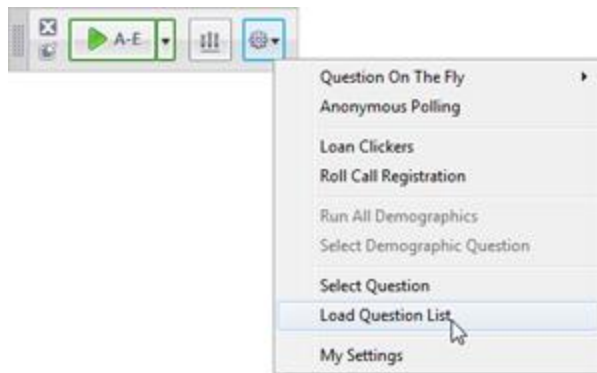 A-E
Question On The Fly
Anonymous Polling
Loan Clickers
Roll Call Registration
Run All Demographics
Select Demographic Question
Select Question
Load Question List
My Settings